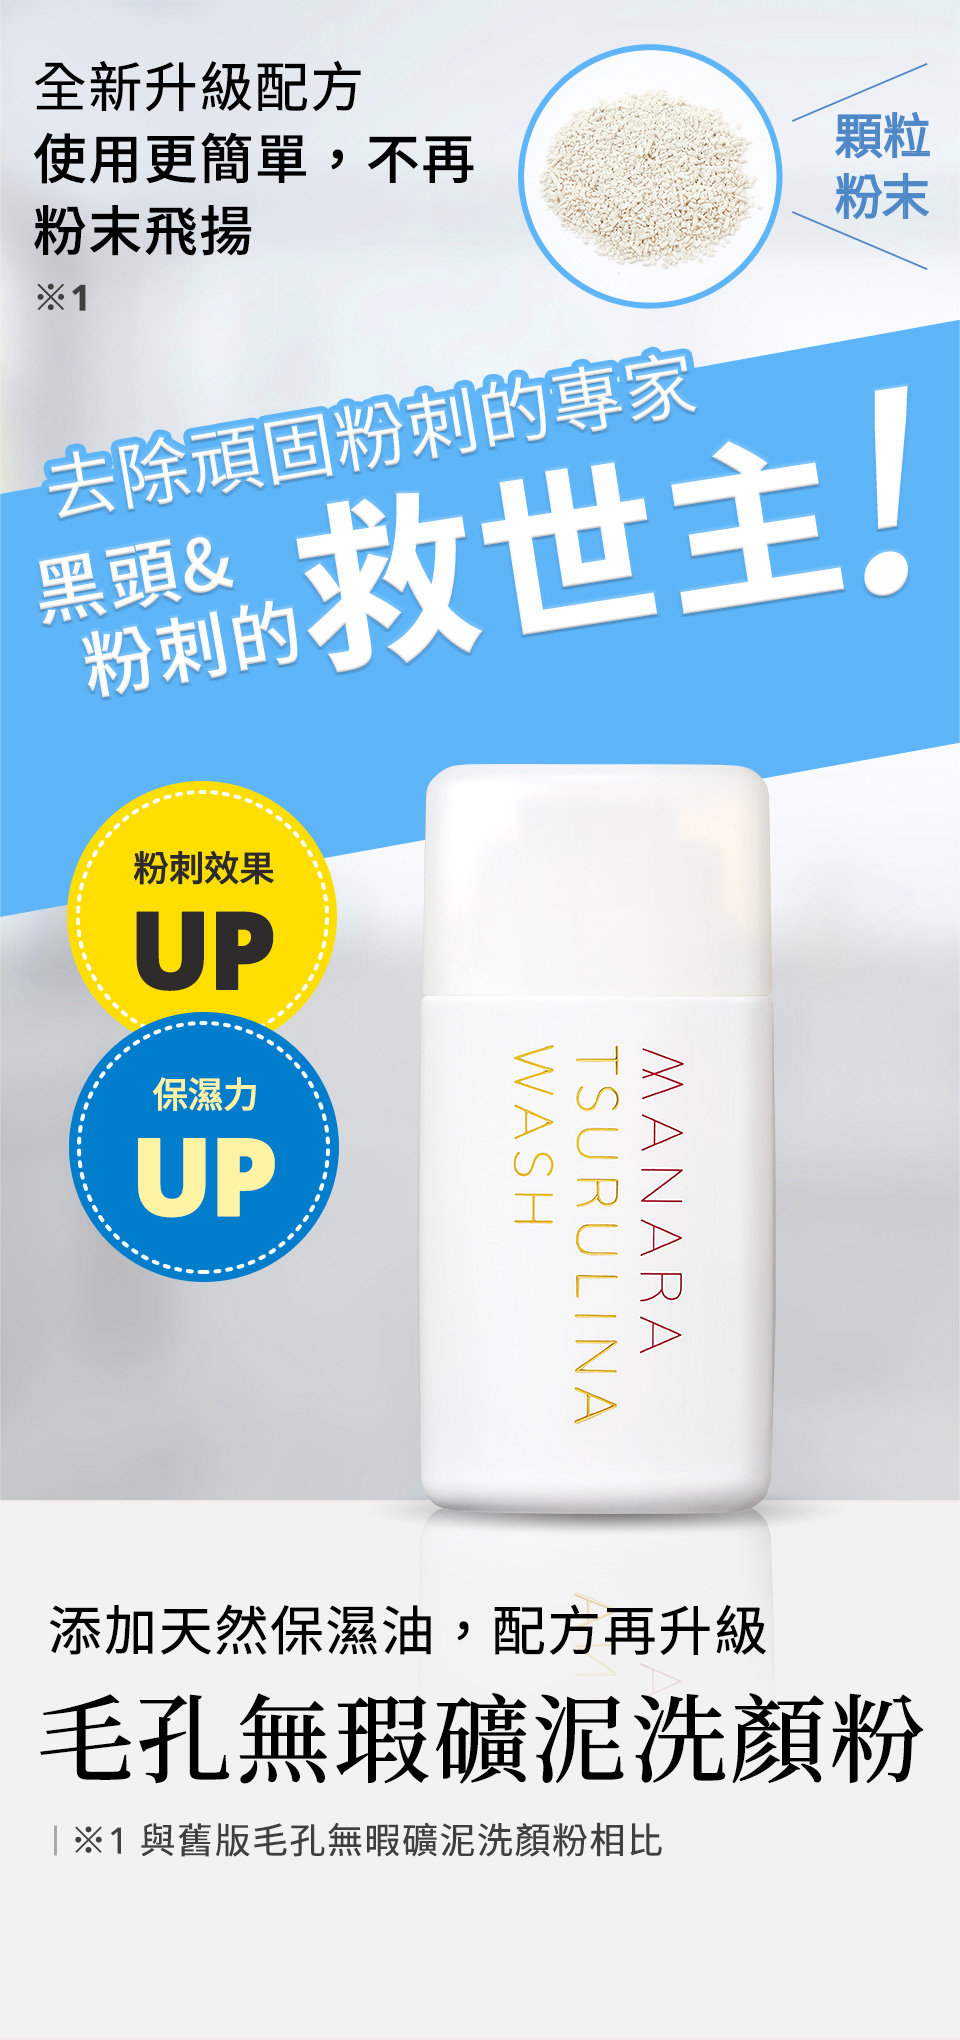 全新升級配方
使用更簡單，不再
粉末飛揚
※1
顆粒
粉末
去除頑固粉刺的專家
黑頭&
粉刺的
救世主!
粉刺效果
UP
保濕力
UP
MANARA
TSURULINA
WASH
添加天然保濕油，配方再升級
毛孔無瑕礦泥洗顏粉
※1 與舊版毛孔無暇礦泥洗顏粉相比